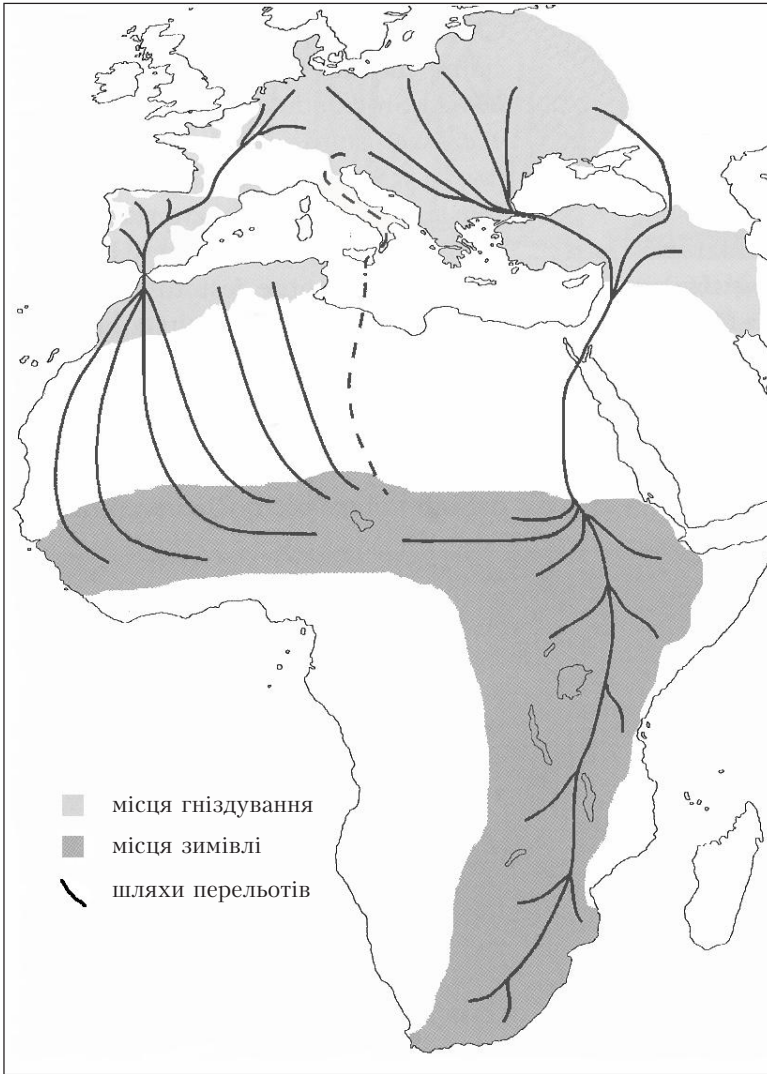 місця гніздування
місця зимівлі
шляхи перельотів